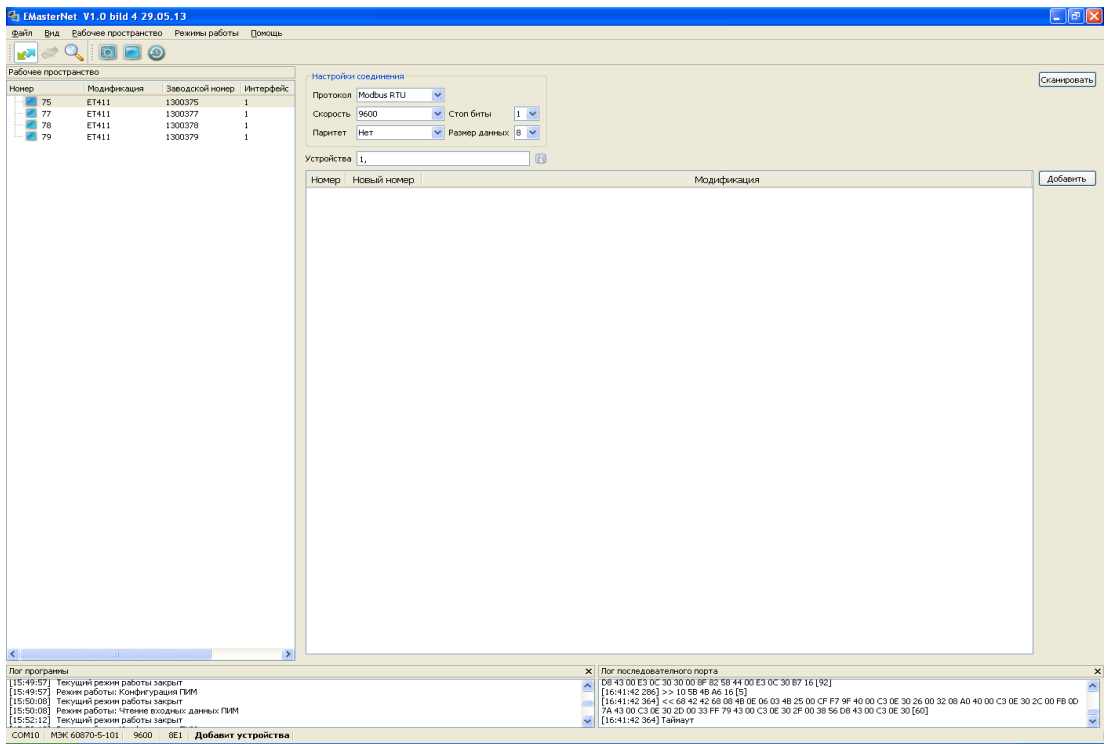 EMasterNet V1.0 bild 4 29.05.13
Файл Вид Рабочее пространство Режимы работы Помощь
Рабочее пространство
Номер Модификация Заводской номер Интерфейс
75 ET411 1300375 1
77 ET411 1300377 1
78 ET411 1300378 1
79 ET411 1300379 1
Настройки соединения
Протокол Modbus RTU
Скорость 9600 Стоп биты 1
Паритет Нет Размер данных 8
Сканировать
Устройства 1,
Номер Новый номер Модификация
Добавить
Лог программы
[15:49:57] Текущий режим работы закрыт
[15:49:57] Режим работы: Конфигурация ПИМ
[15:50:08] Текущий режим работы закрыт
[15:50:08] Режим работы: Чтение входных данных ПИМ
[15:52:12] Текущий режим работы закрыт
Лог последователного порта
D8 43 00 E3 0C 30 30 00 8F 82 58 44 00 E3 0C 30 B7 16 [92]
[16:41:42 286] >> 10 5B 4B A6 16 [5]
[16:41:42 364] << 68 42 42 68 08 4B 0E 06 03 4B 25 00 CF F7 9F 40 00 C3 0E 30 26 00 32 08 A0 40 00 C3 0E 30 2C 00 FB 0D
7A 43 00 C3 0E 30 2D 00 33 FF 79 43 00 C3 0E 30 2F 00 38 56 D8 43 00 C3 0E 30 [60]
[16:41:42 364] Таймаут
COM10 МЭК 60870-5-101 9600 8E1 Добавит устройства